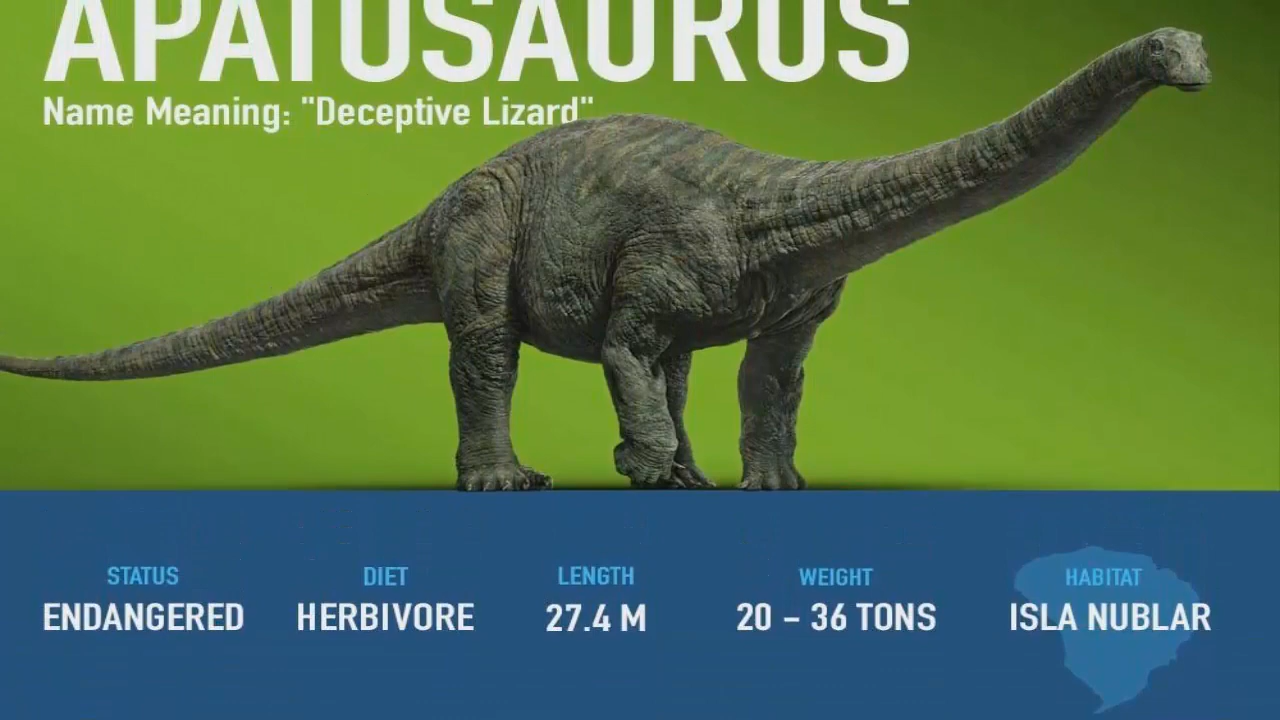 APATOSAURUS
Name Meaning: "Deceptive Lizard"
STATUS
ENDANGERED
DIET
HERBIVORE
LENGTH
27.4 M
WEIGHT
20 – 36 TONS
HABITAT
ISLA NUBLAR